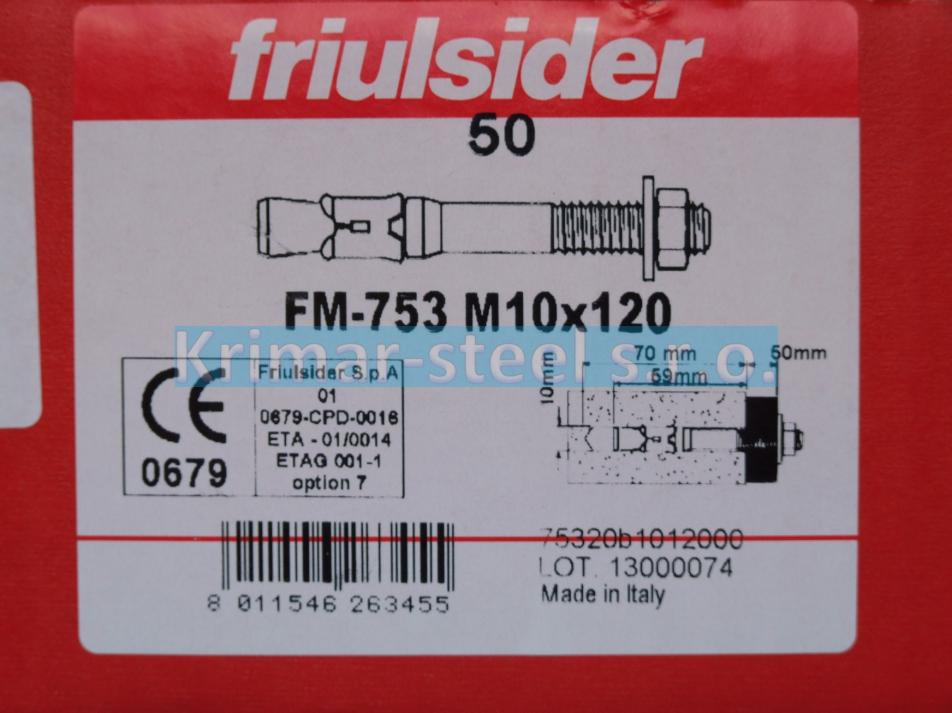 friulsider
50
FM-753 M10x120
Krimar-steel s.r.o.
70 mm
50mm
59mm
10mm
CE
0679
Friulsider S.p.A
01
0679-CPD-0016
ETA - 01/0014
ETAG 001-1
option 7
75320b1012000
LOT. 13000074
Made in Italy
8 011546 263455